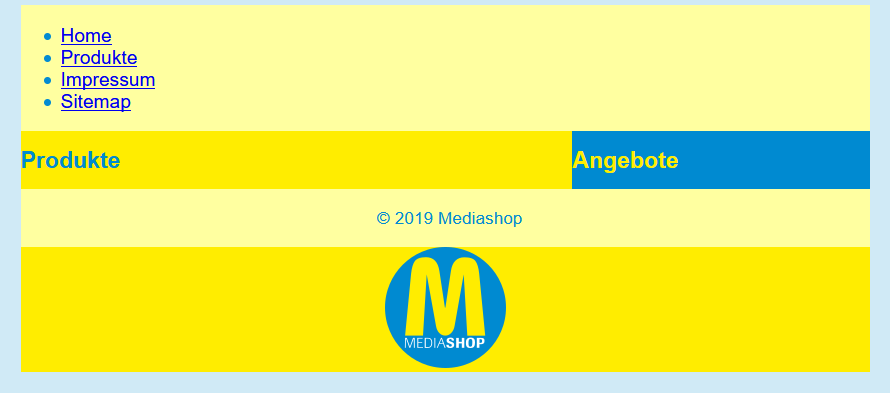 Home
Produkte
Impressum
Sitemap
Produkte
Angebote
© 2019 Mediashop
M
MEDIASHOP